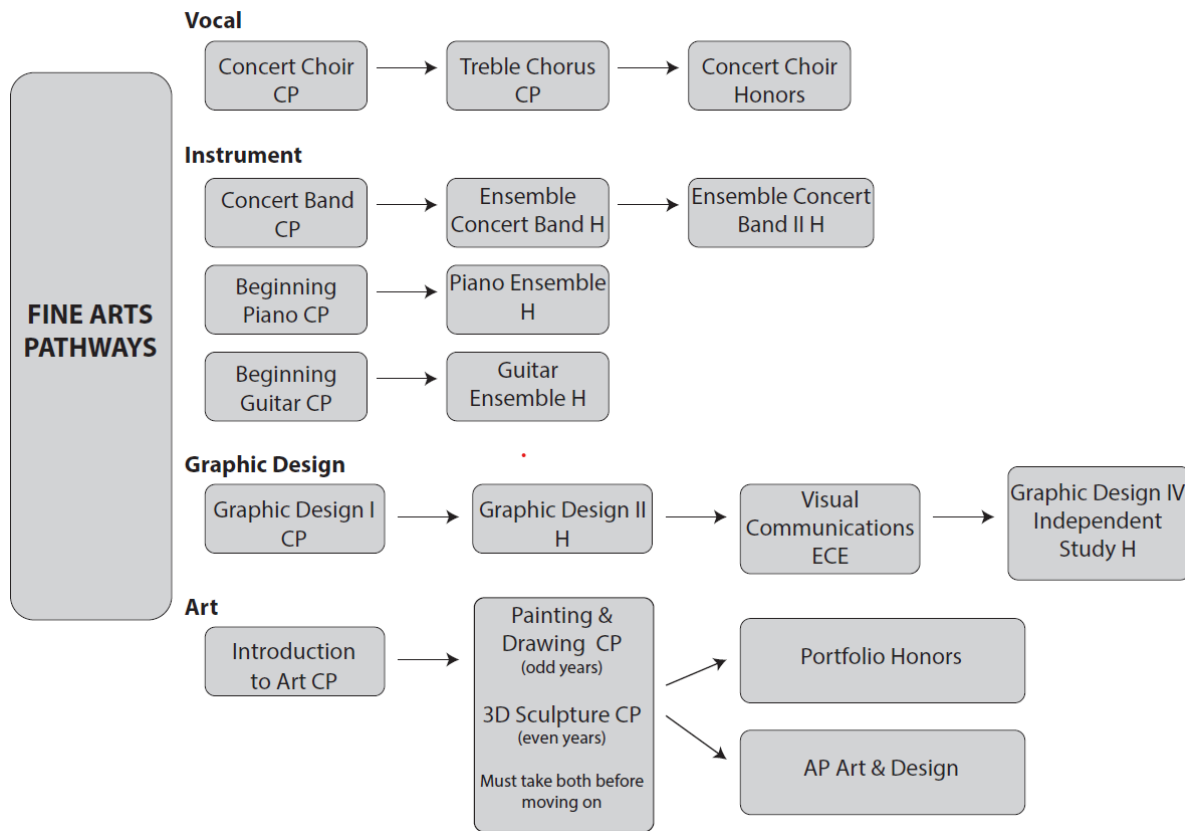 FINE ARTS
PATHWAYS
Vocal
Concert Choir
CP
Treble Chorus
CP
Concert Choir
Honors
Instrument
Concert Band
CP
Ensemble
Concert Band H
Ensemble Concert
Band II H
Beginning
Piano CP
Piano Ensemble
H
Beginning
Guitar CP
Guitar
Ensemble H
Graphic Design
Graphic Design I
CP
Graphic Design II
H
Visual
Communications
ECE
Graphic Design IV
Independent
Study H
Art
Introduction
to Art CP
Painting &
Drawing CP
(odd years)
3D Sculpture CP
(even years)
Must take both before
moving on
Portfolio Honors
AP Art & Design